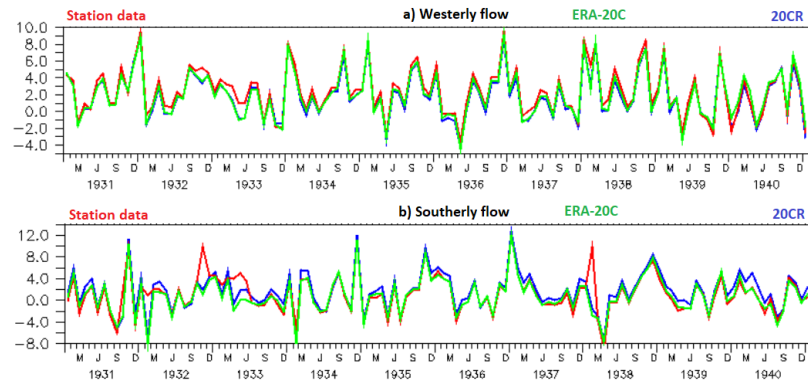 Station data a) Westerly flow ERA-20C 20CR
10.0
8.0
6.0
4.0
2.0
0.0
-2.0
-4.0
M J S D M J S D M J S D M J S D M J S D M J S D M J S D M J S D M J S D M J S D
1931 1932 1933 1934 1935 1936 1937 1938 1939 1940
Station data b) Southerly flow ERA-20C 20CR
12.0
8.0
4.0
0.0
-4.0
-8.0
M J S D M J S D M J S D M J S D M J S D M J S D M J S D M J S D M J S D M J S D
1931 1932 1933 1934 1935 1936 1937 1938 1939 1940